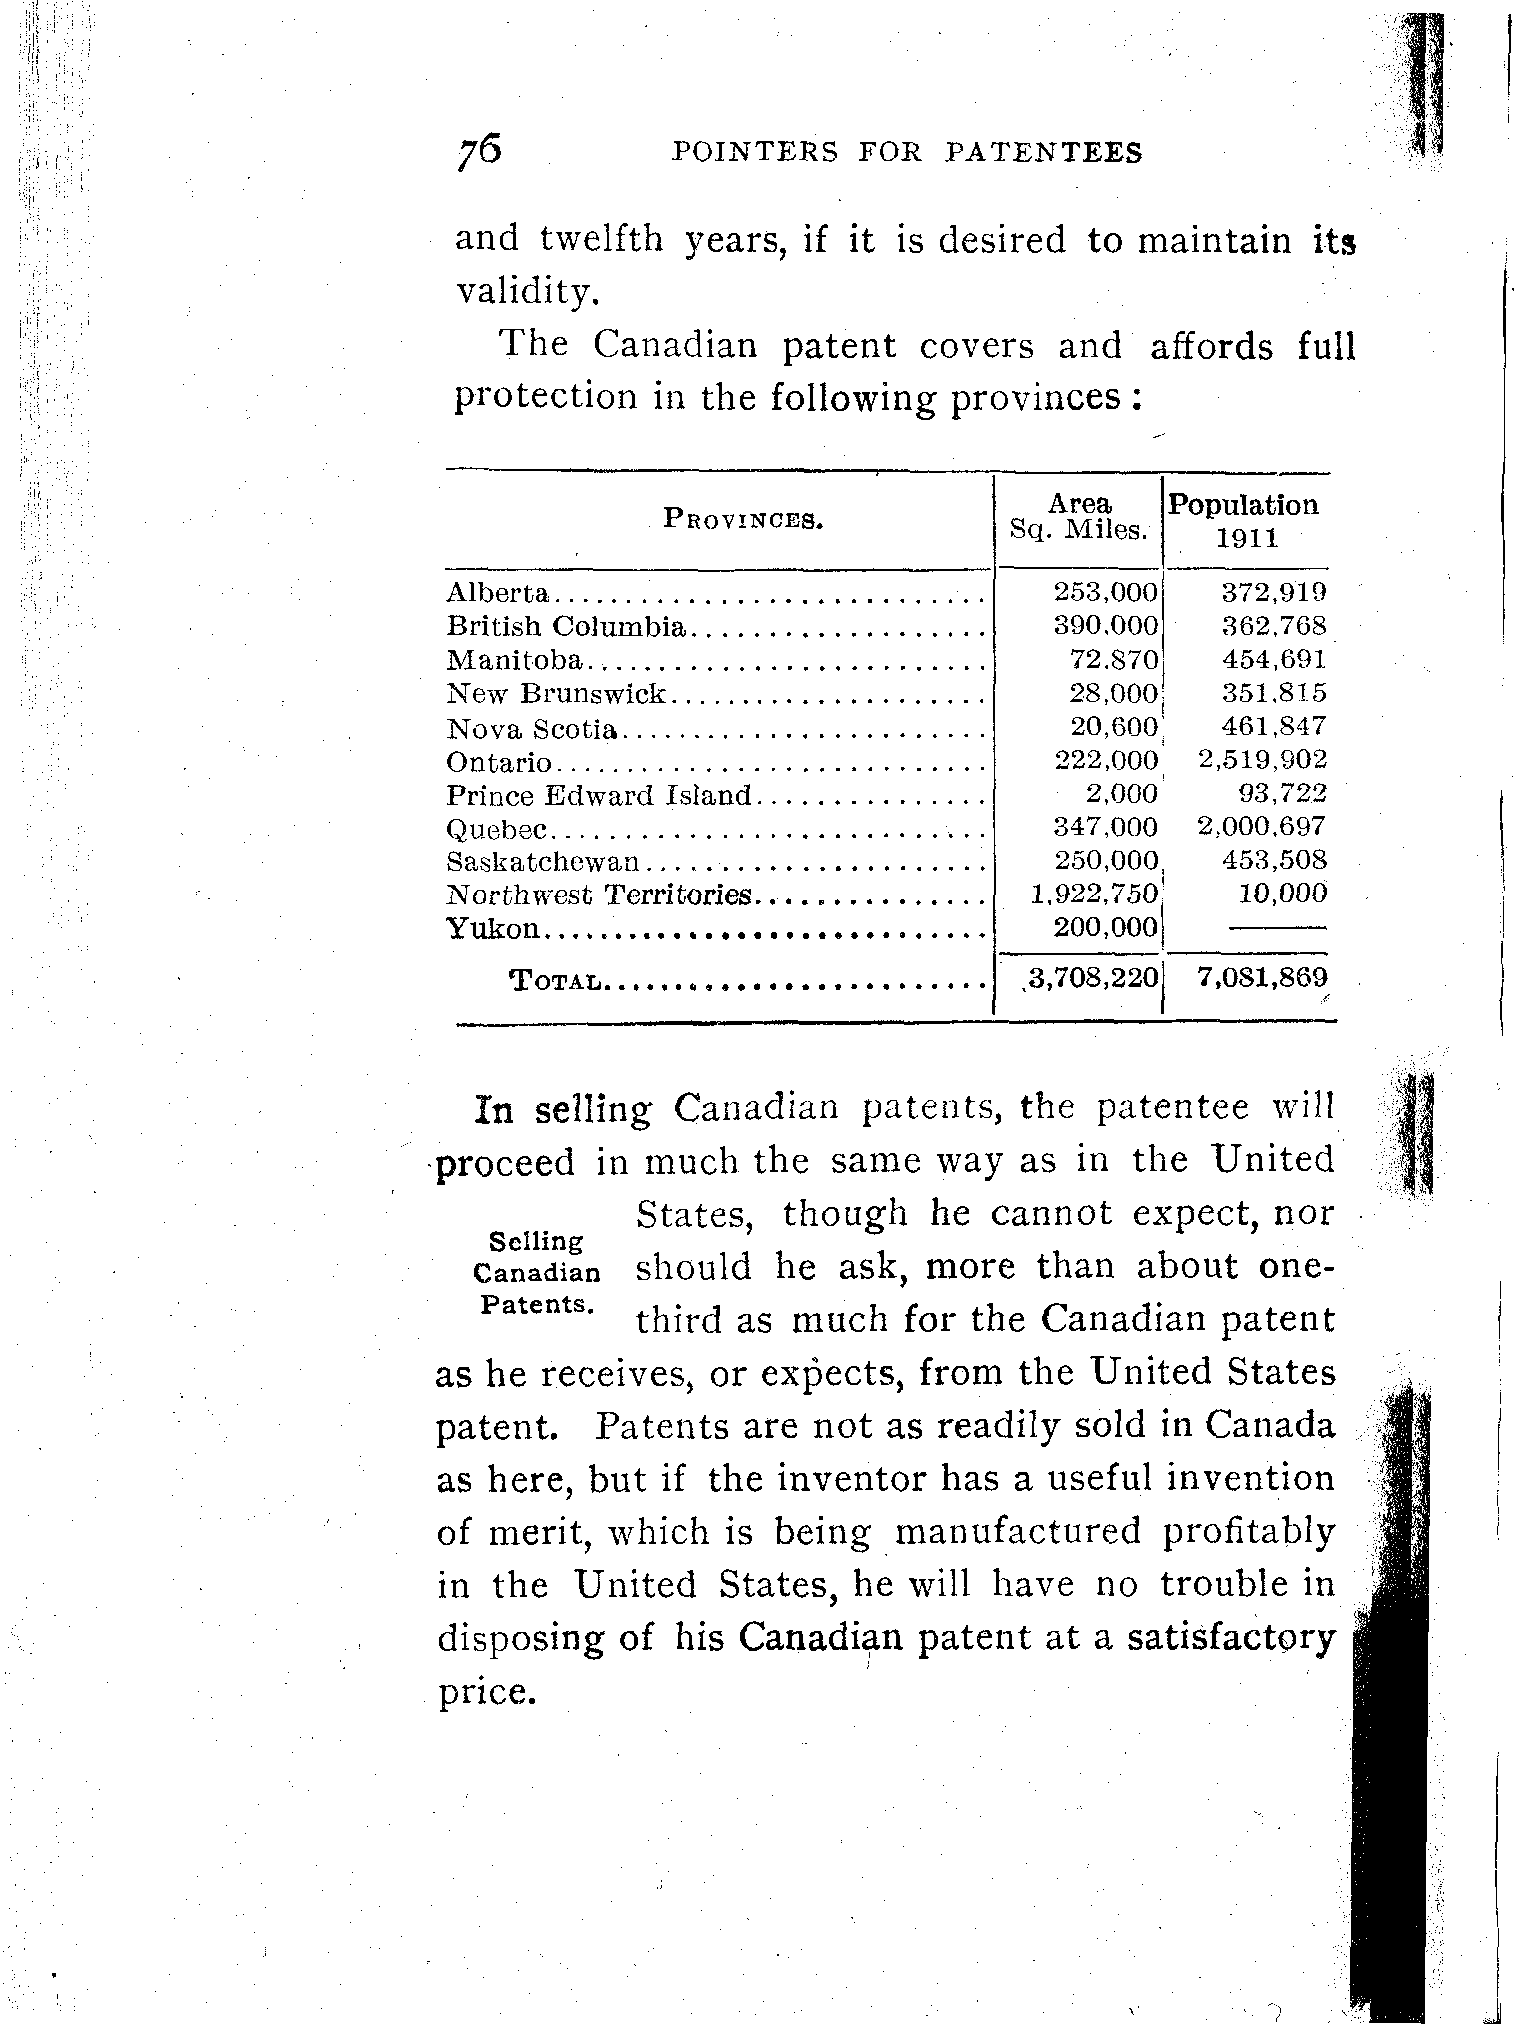 76 POINTERS FOR PATENTEES
and twelfth years, if it is desired to maintain its
validity.
The Canadian patent covers and affords full
protection in the following provinces :
PROVINCES. Area Sq. Miles. Population 1911
Alberta............................ 253,000 372,919
British Columbia................... 390,000 362,768
Manitoba.......................... 72,870 454,691
New Brunswick..................... 28,000 351,815
Nova Scotia........................ 20,600 461,847
Ontario............................ 222,000 2,519,902
Prince Edward Island............... 2,000 93,722
Quebec............................ 347,000 2,000,697
Saskatchewan...................... 250,000 453,508
Northwest Territories............... 1,922,750 10,000
Yukon............................ 200,000 ———
TOTAL......................... 3,708,220 7,081,869
In selling Canadian patents, the patentee will
proceed in much the same way as in the United
Selling
Canadian
Patents.
States, though he cannot expect, nor
should he ask, more than about one-
third as much for the Canadian patent
as he receives, or expects, from the United States
patent. Patents are not as readily sold in Canada
as here, but if the inventor has a useful invention
of merit, which is being manufactured profitably
in the United States, he will have no trouble in
disposing of his Canadian patent at a satisfactory
price.